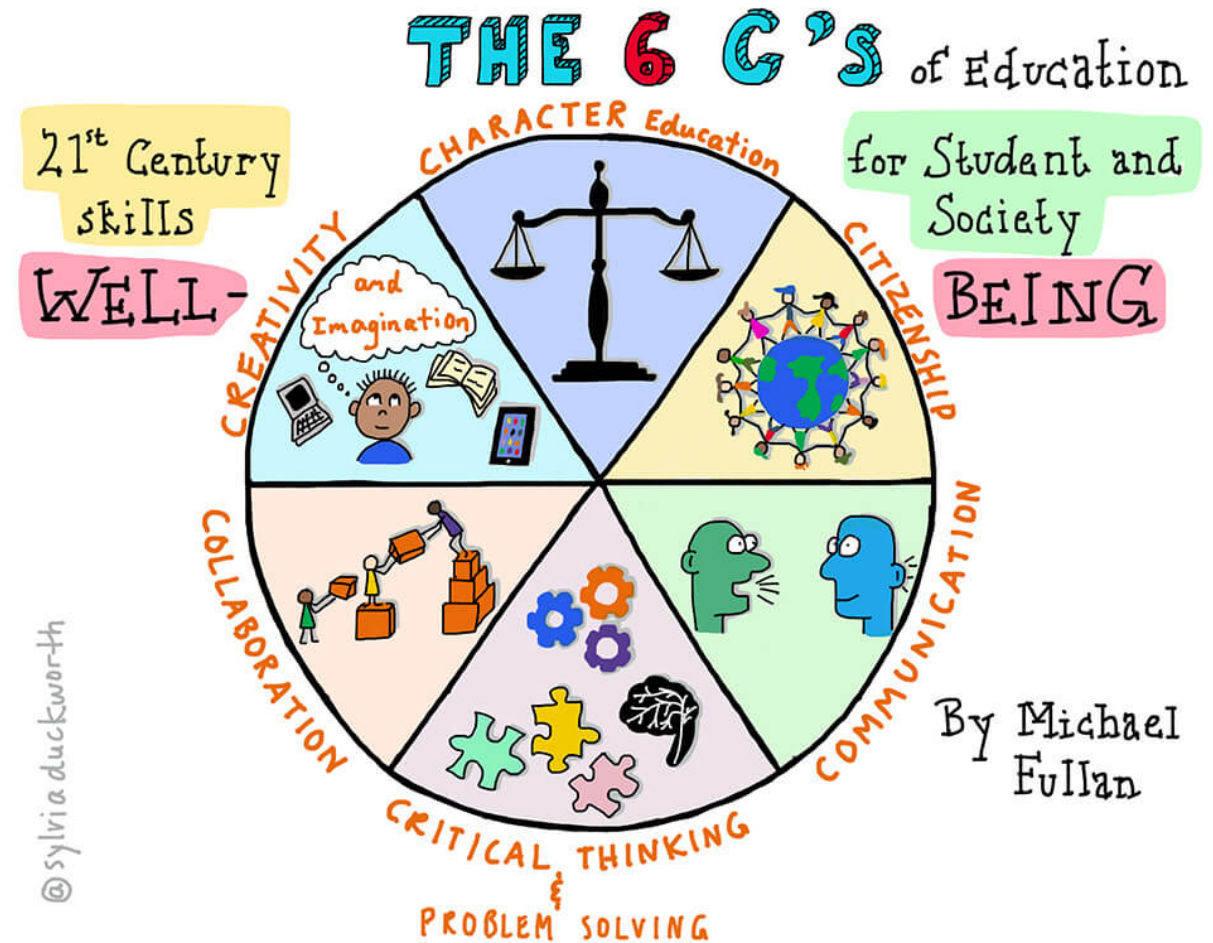 THE 6 C'S of Education
21st Century
skills
WELL-
for Student and
Society
BEING
CHARACTER Education
CITIZENSHIP
COMMUNICATION
CRITICAL THINKING
&
PROBLEM SOLVING
COLLABORATION
CREATIVITY
and
Imagination
By Michael
Fullan
@sylviaduckworth